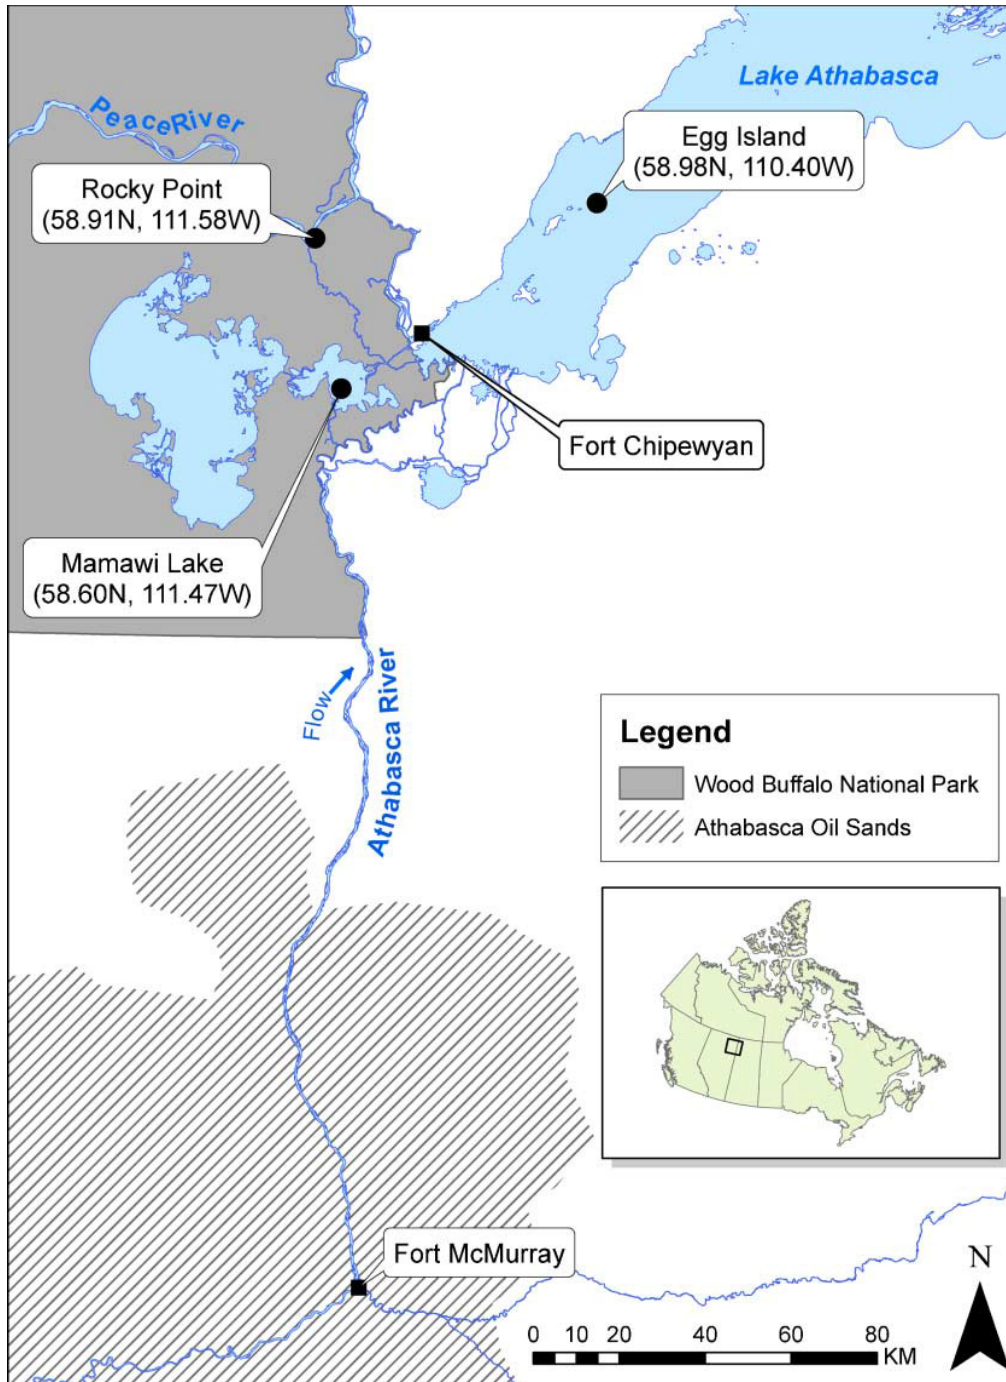 Lake Athabasca
PeaceRiver
Egg Island
(58.98N, 110.40W)
Rocky Point
(58.91N, 111.58W)
Fort Chipewyan
Mamawi Lake
(58.60N, 111.47W)
Flow
Athabasca River
Legend
Wood Buffalo National Park
Athabasca Oil Sands
Fort McMurray
N
0 10 20 40 60 80
KM